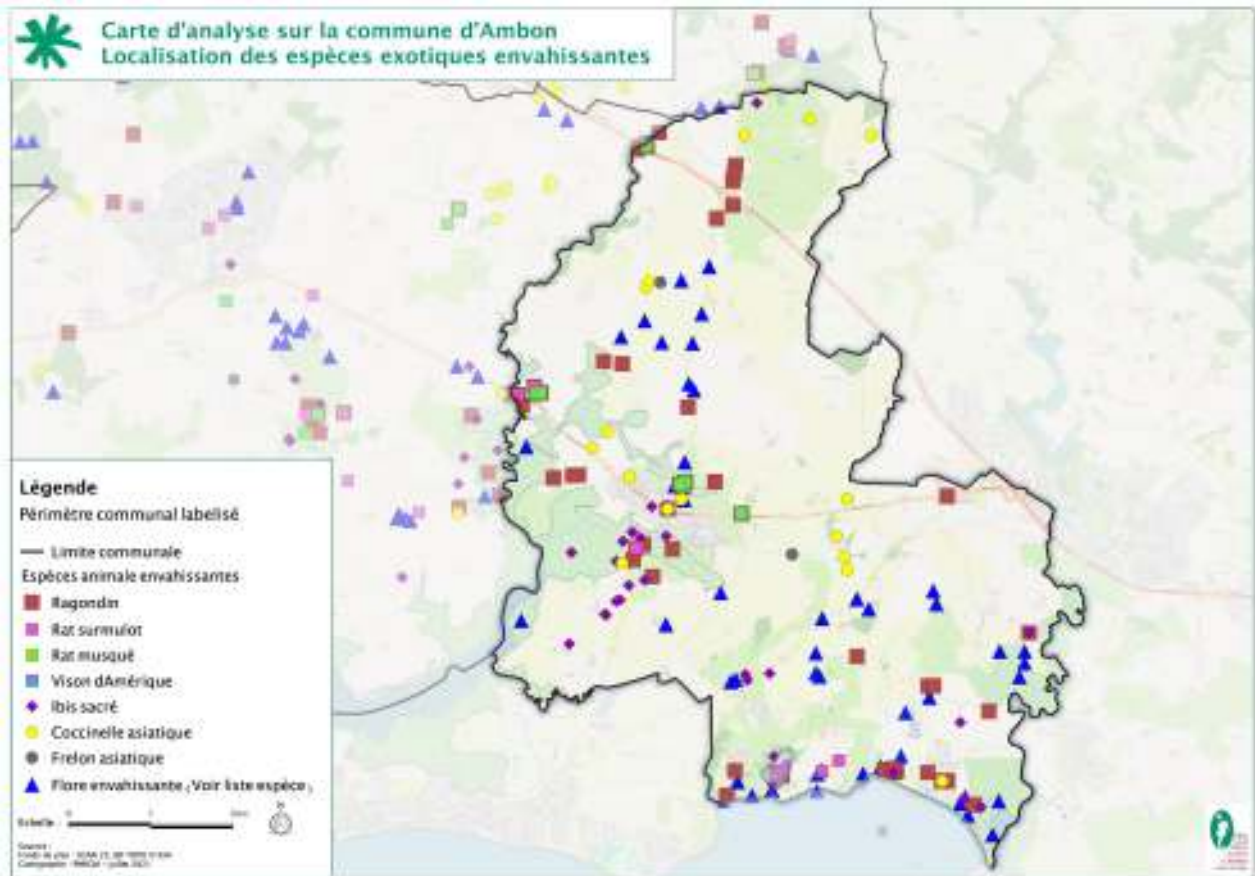 Carte d'analyse sur la commune d'Ambon
Localisation des espèces exotiques envahissantes
Légende
Périmètre communal labelisé
Limite communale
Espèces animale envahissantes
Ragondin
Rat surmulot
Rat musqué
Vison dAmérique
Ibis sacré
Coccinelle asiatique
Frelon asiatique
Flore envahissante (Voir liste espèce)
Echelle :